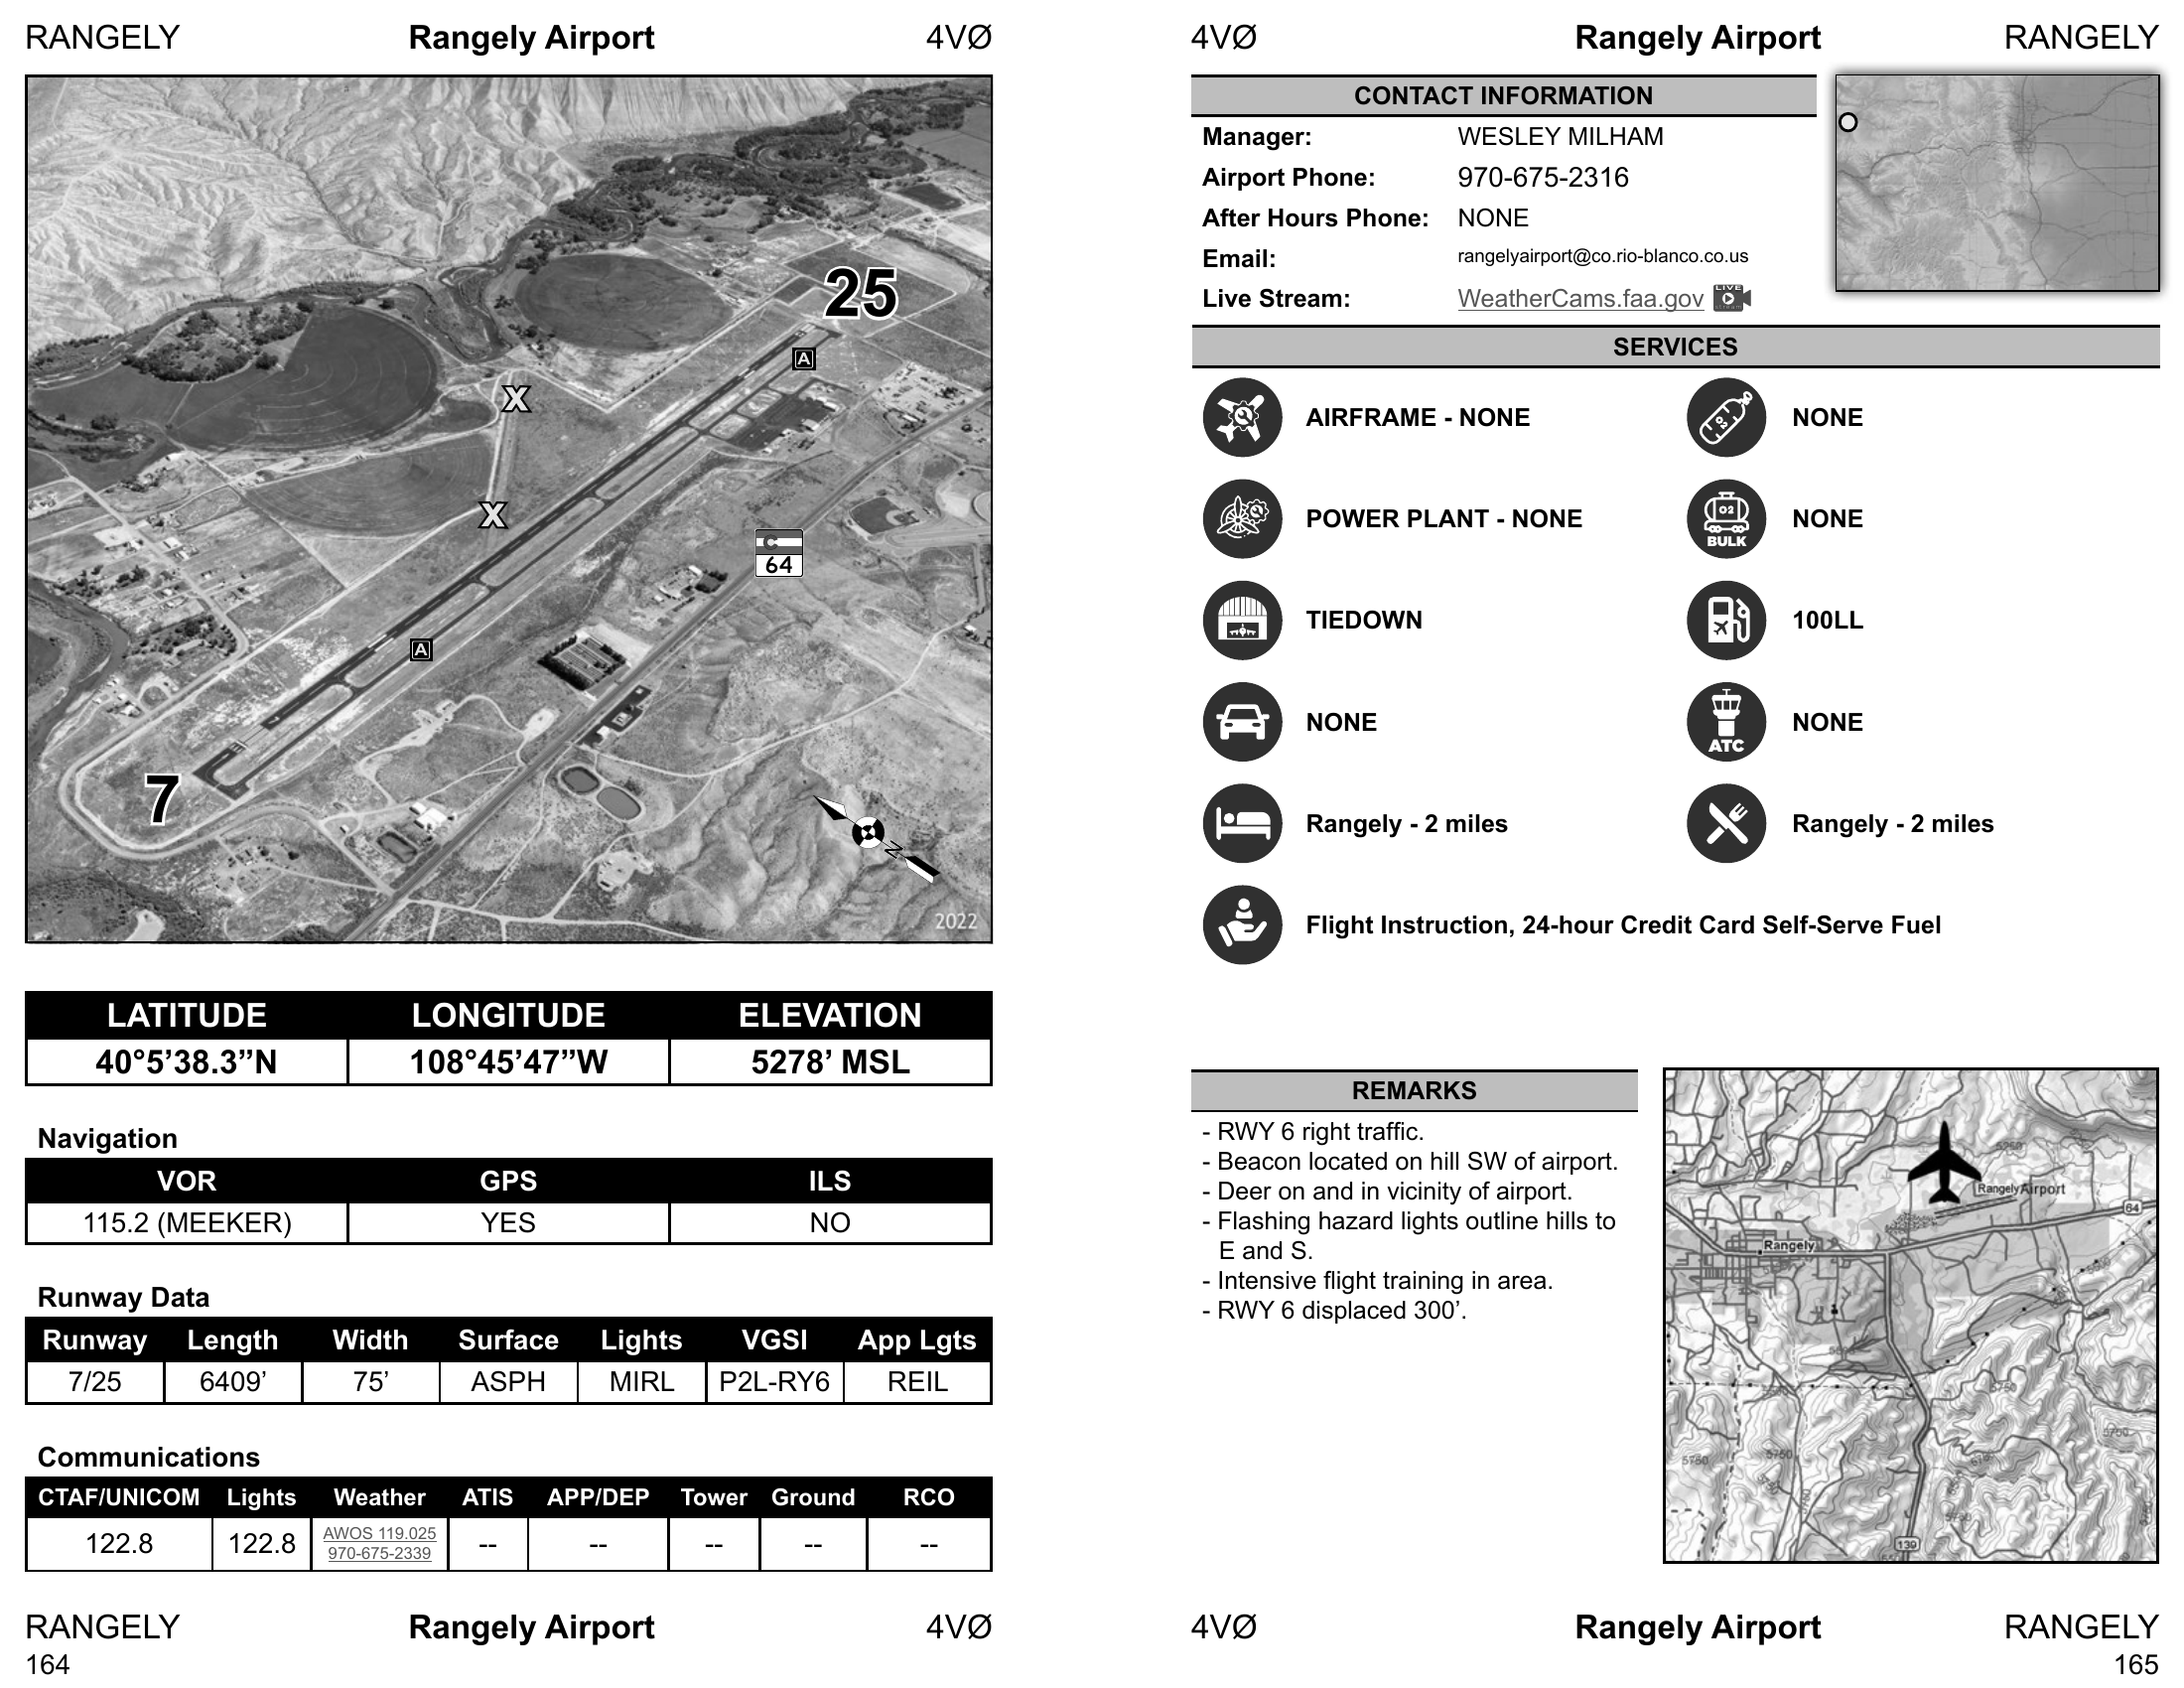 RANGELY Rangely Airport 4VØ
25
A
X
X
C
64
A
7
N
2022
LATITUDE LONGITUDE ELEVATION
40°5’38.3”N 108°45’47”W 5278’ MSL
Navigation
VOR GPS ILS
115.2 (MEEKER) YES NO
Runway Data
Runway Length Width Surface Lights VGSI App Lgts
7/25 6409’ 75’ ASPH MIRL P2L-RY6 REIL
Communications
CTAF/UNICOM Lights Weather ATIS APP/DEP Tower Ground RCO
122.8 122.8 AWOS 119.025 -- -- -- -- --
970-675-2339
RANGELY Rangely Airport 4VØ
164
4VØ Rangely Airport RANGELY
CONTACT INFORMATION
Manager: WESLEY MILHAM
Airport Phone: 970-675-2316
After Hours Phone: NONE
Email: rangelyairport@co.rio-blanco.co.us
Live Stream: WeatherCams.faa.gov LIVE
SERVICES
AIRFRAME - NONE O2 NONE
POWER PLANT - NONE O2 BULK NONE
TIEDOWN 100LL
NONE ATC NONE
Rangely - 2 miles Rangely - 2 miles
Flight Instruction, 24-hour Credit Card Self-Serve Fuel
REMARKS
- RWY 6 right traffic.
- Beacon located on hill SW of airport.
- Deer on and in vicinity of airport.
- Flashing hazard lights outline hills to
E and S.
- Intensive flight training in area.
- RWY 6 displaced 300’.
5250
Rangely Airport
64
Rangely
5750
5750
5750
139
4VØ Rangely Airport RANGELY
165